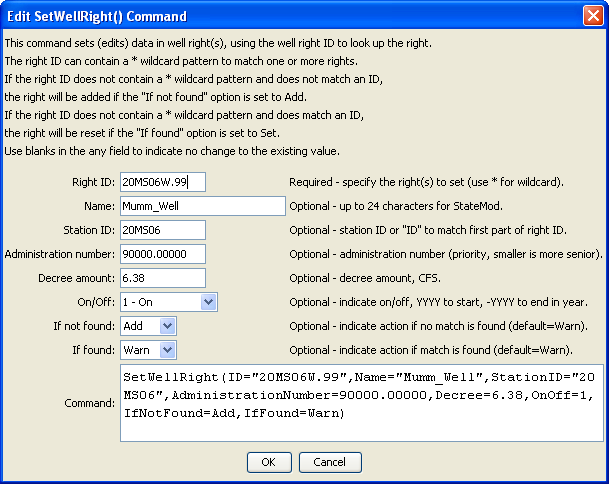 Edit SetWellRight() Command
This command sets (edits) data in well right(s), using the well right ID to look up the right.
The right ID can contain a * wildcard pattern to match one or more rights.
If the right ID does not contain a * wildcard pattern and does not match an ID,
the right will be added if the "If not found" option is set to Add.
If the right ID does not contain a * wildcard pattern and does match an ID,
the right will be reset if the "If found" option is set to Set.
Use blanks in the any field to indicate no change to the existing value.
Right ID: 20MS06W.99 Required - specify the right(s) to set (use * for wildcard).
Name: Mumm_Well Optional - up to 24 characters for StateMod.
Station ID: 20MS06 Optional - station ID or "ID" to match first part of right ID.
Administration number: 90000.00000 Optional - administration number (priority, smaller is more senior).
Decree amount: 6.38 Optional - decree amount, CFS.
On/Off: 1 - On Optional - indicate on/off, YYYY to start, -YYYY to end in year.
If not found: Add Optional - indicate action if no match is found (default=Warn).
If found: Warn Optional - indicate action if match is found (default=Warn).
Command: SetWellRight(ID="20MS06W.99",Name="Mumm_Well",StationID="20
MS06",AdministrationNumber=90000.00000,Decree=6.38,OnOff=1,
IfNotFound=Add,IfFound=Warn)
OK Cancel